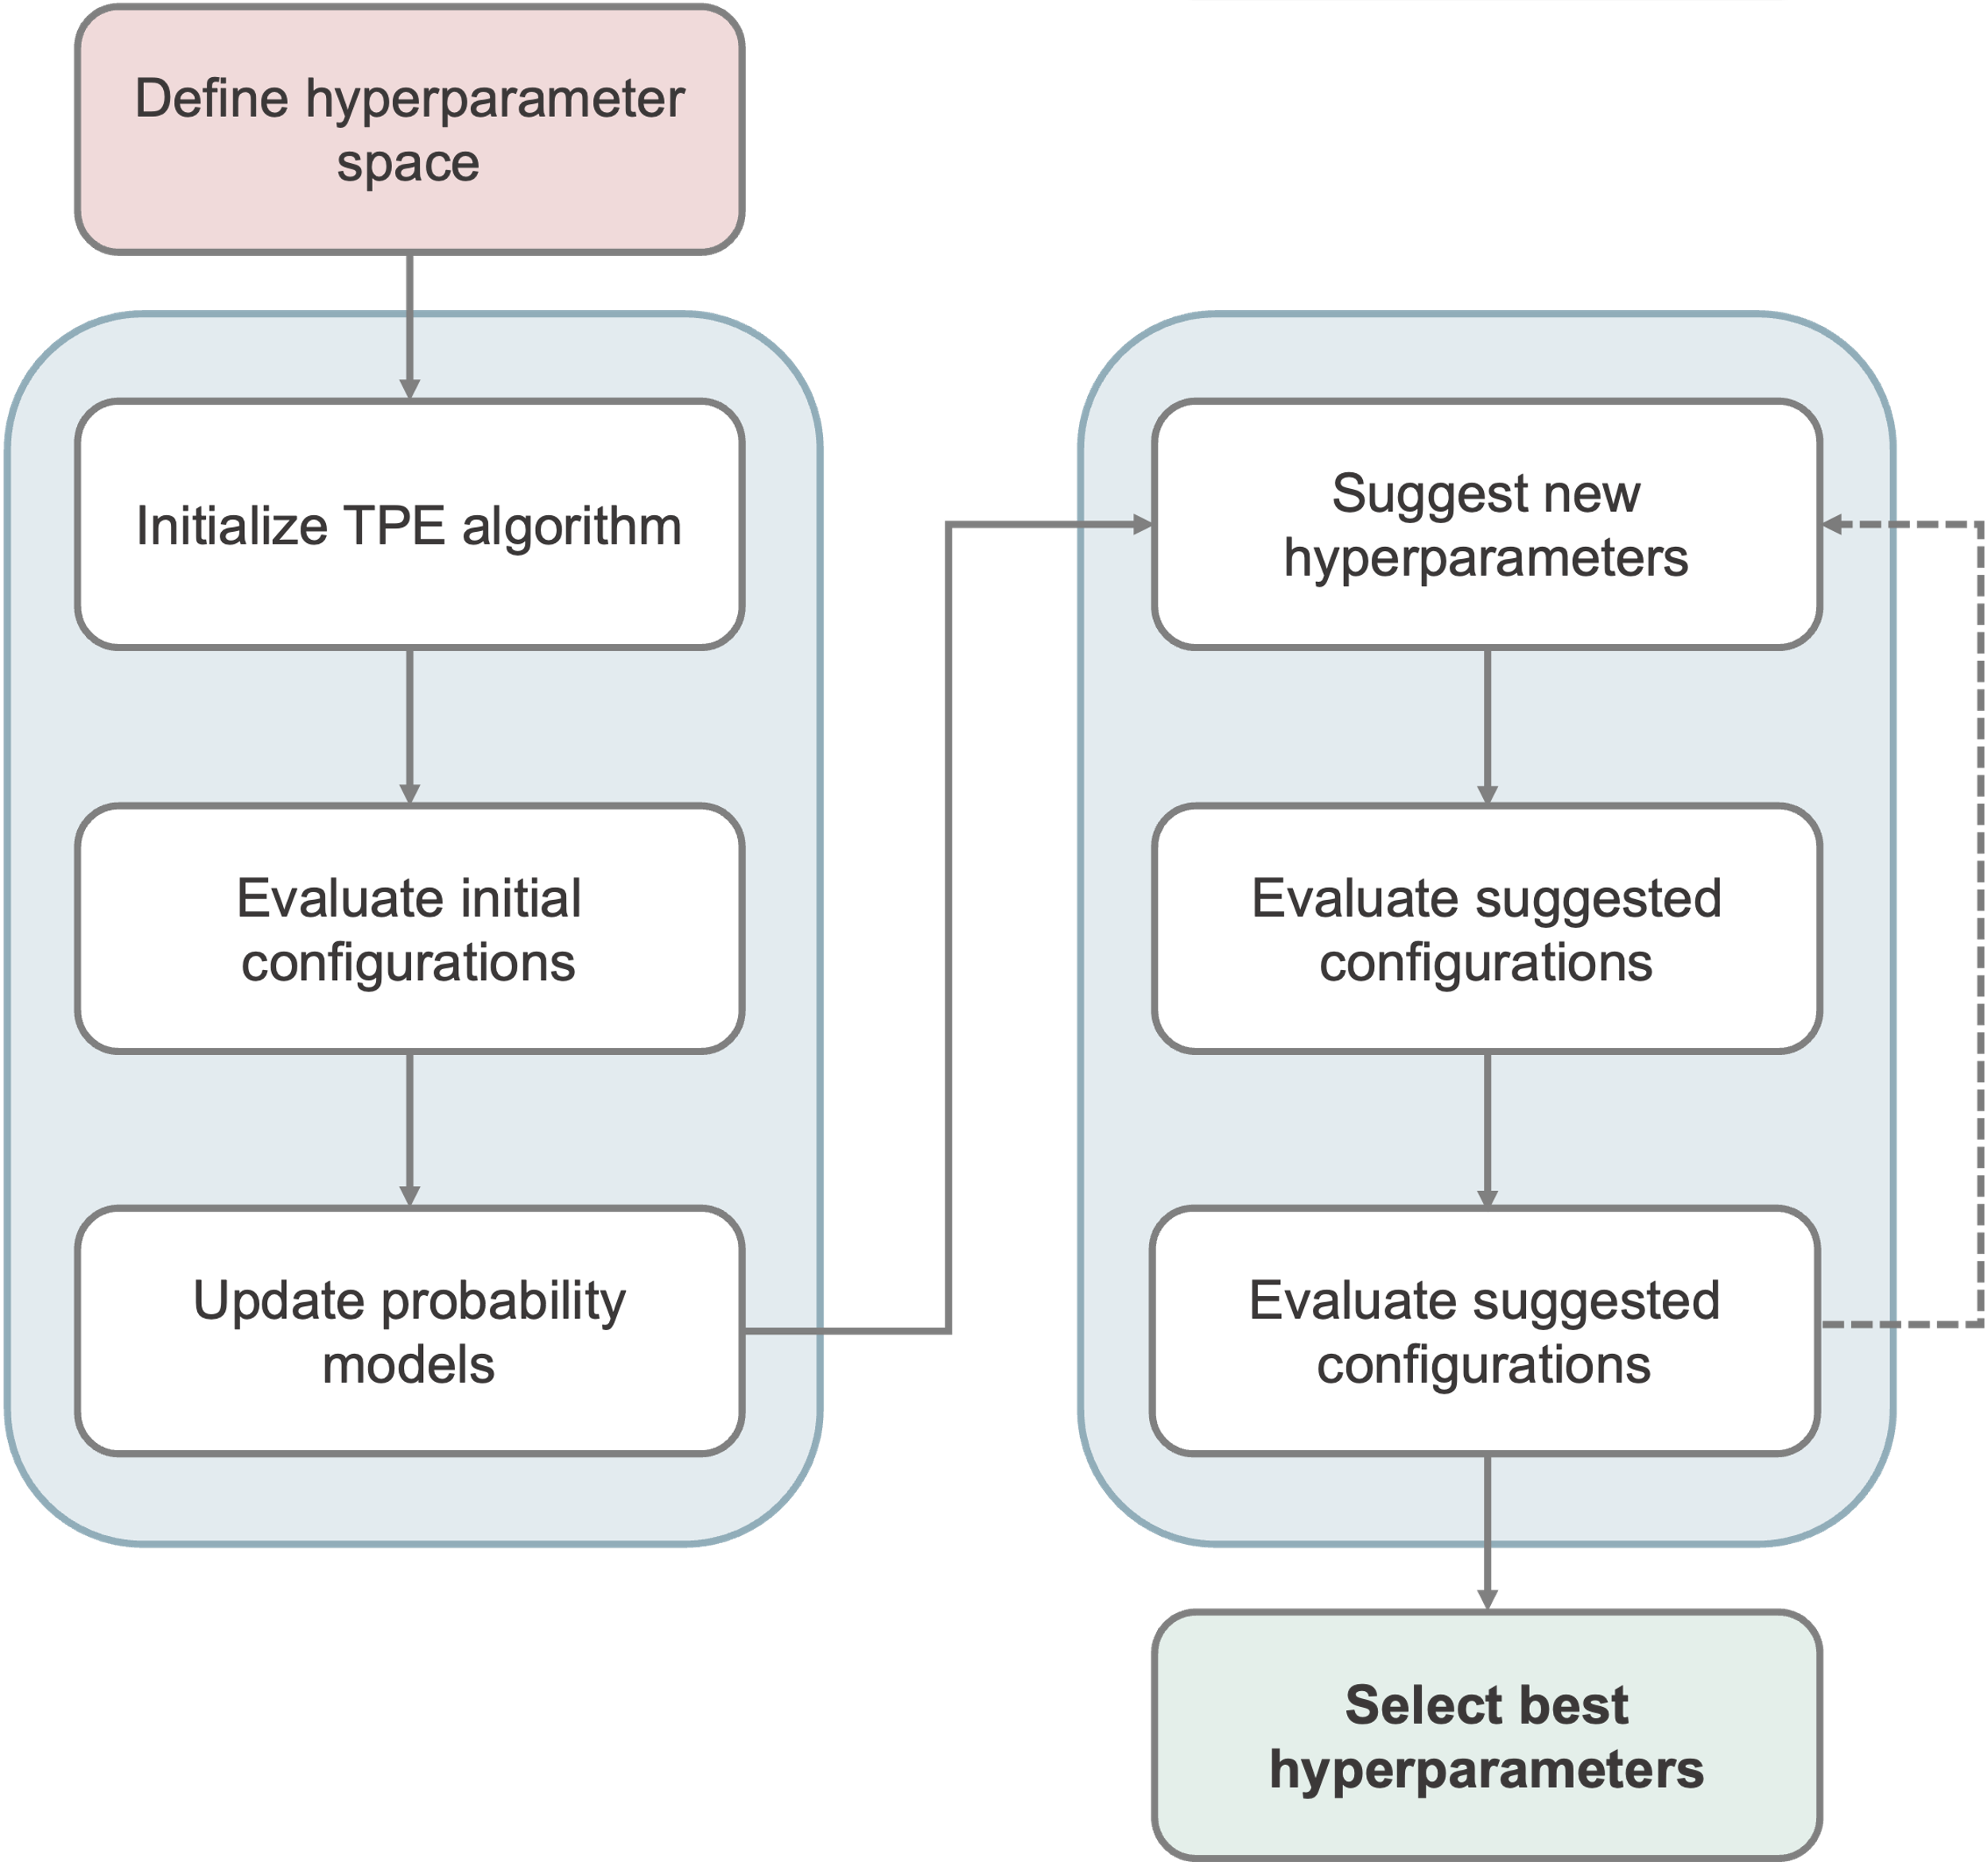 Define hyperparameter
space
Initialize TPE algorithm
Evaluate initial
configurations
Update probability
models
Suggest new
hyperparameters
Evaluate suggested
configurations
Evaluate suggested
configurations
Select best
hyperparameters